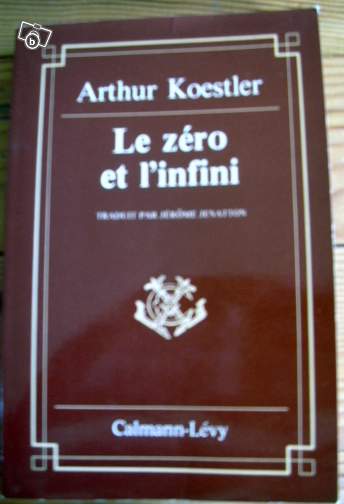 Arthur Koestler
Le zéro
et l'infini
TRADUIT PAR JÉRÔME JENATTON
Calmann-Lévy